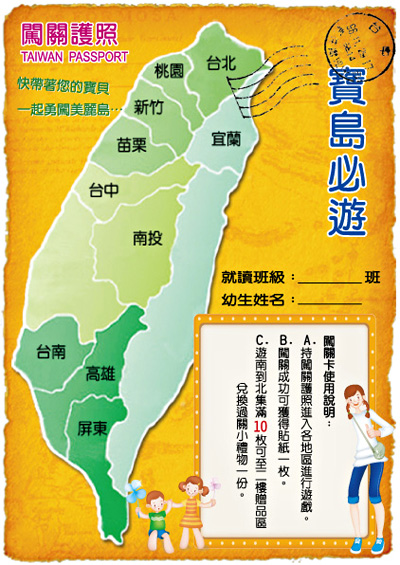 闖關護照
TAIWAN PASSPORT
快帶著您的寶貝
一起勇闖美麗島…
寶島必遊
台北
桃園
新竹
宜蘭
苗栗
台中
南投
台南
高雄
屏東
就讀班級：________班
幼生姓名：________
闖關卡使用說明：
A. 持闖關護照進入各地區進行遊戲。
B. 闖關成功可獲得貼紙一枚。
C. 遊南到北集滿10枚可至二樓贈品區
兌換過關小禮物一份。